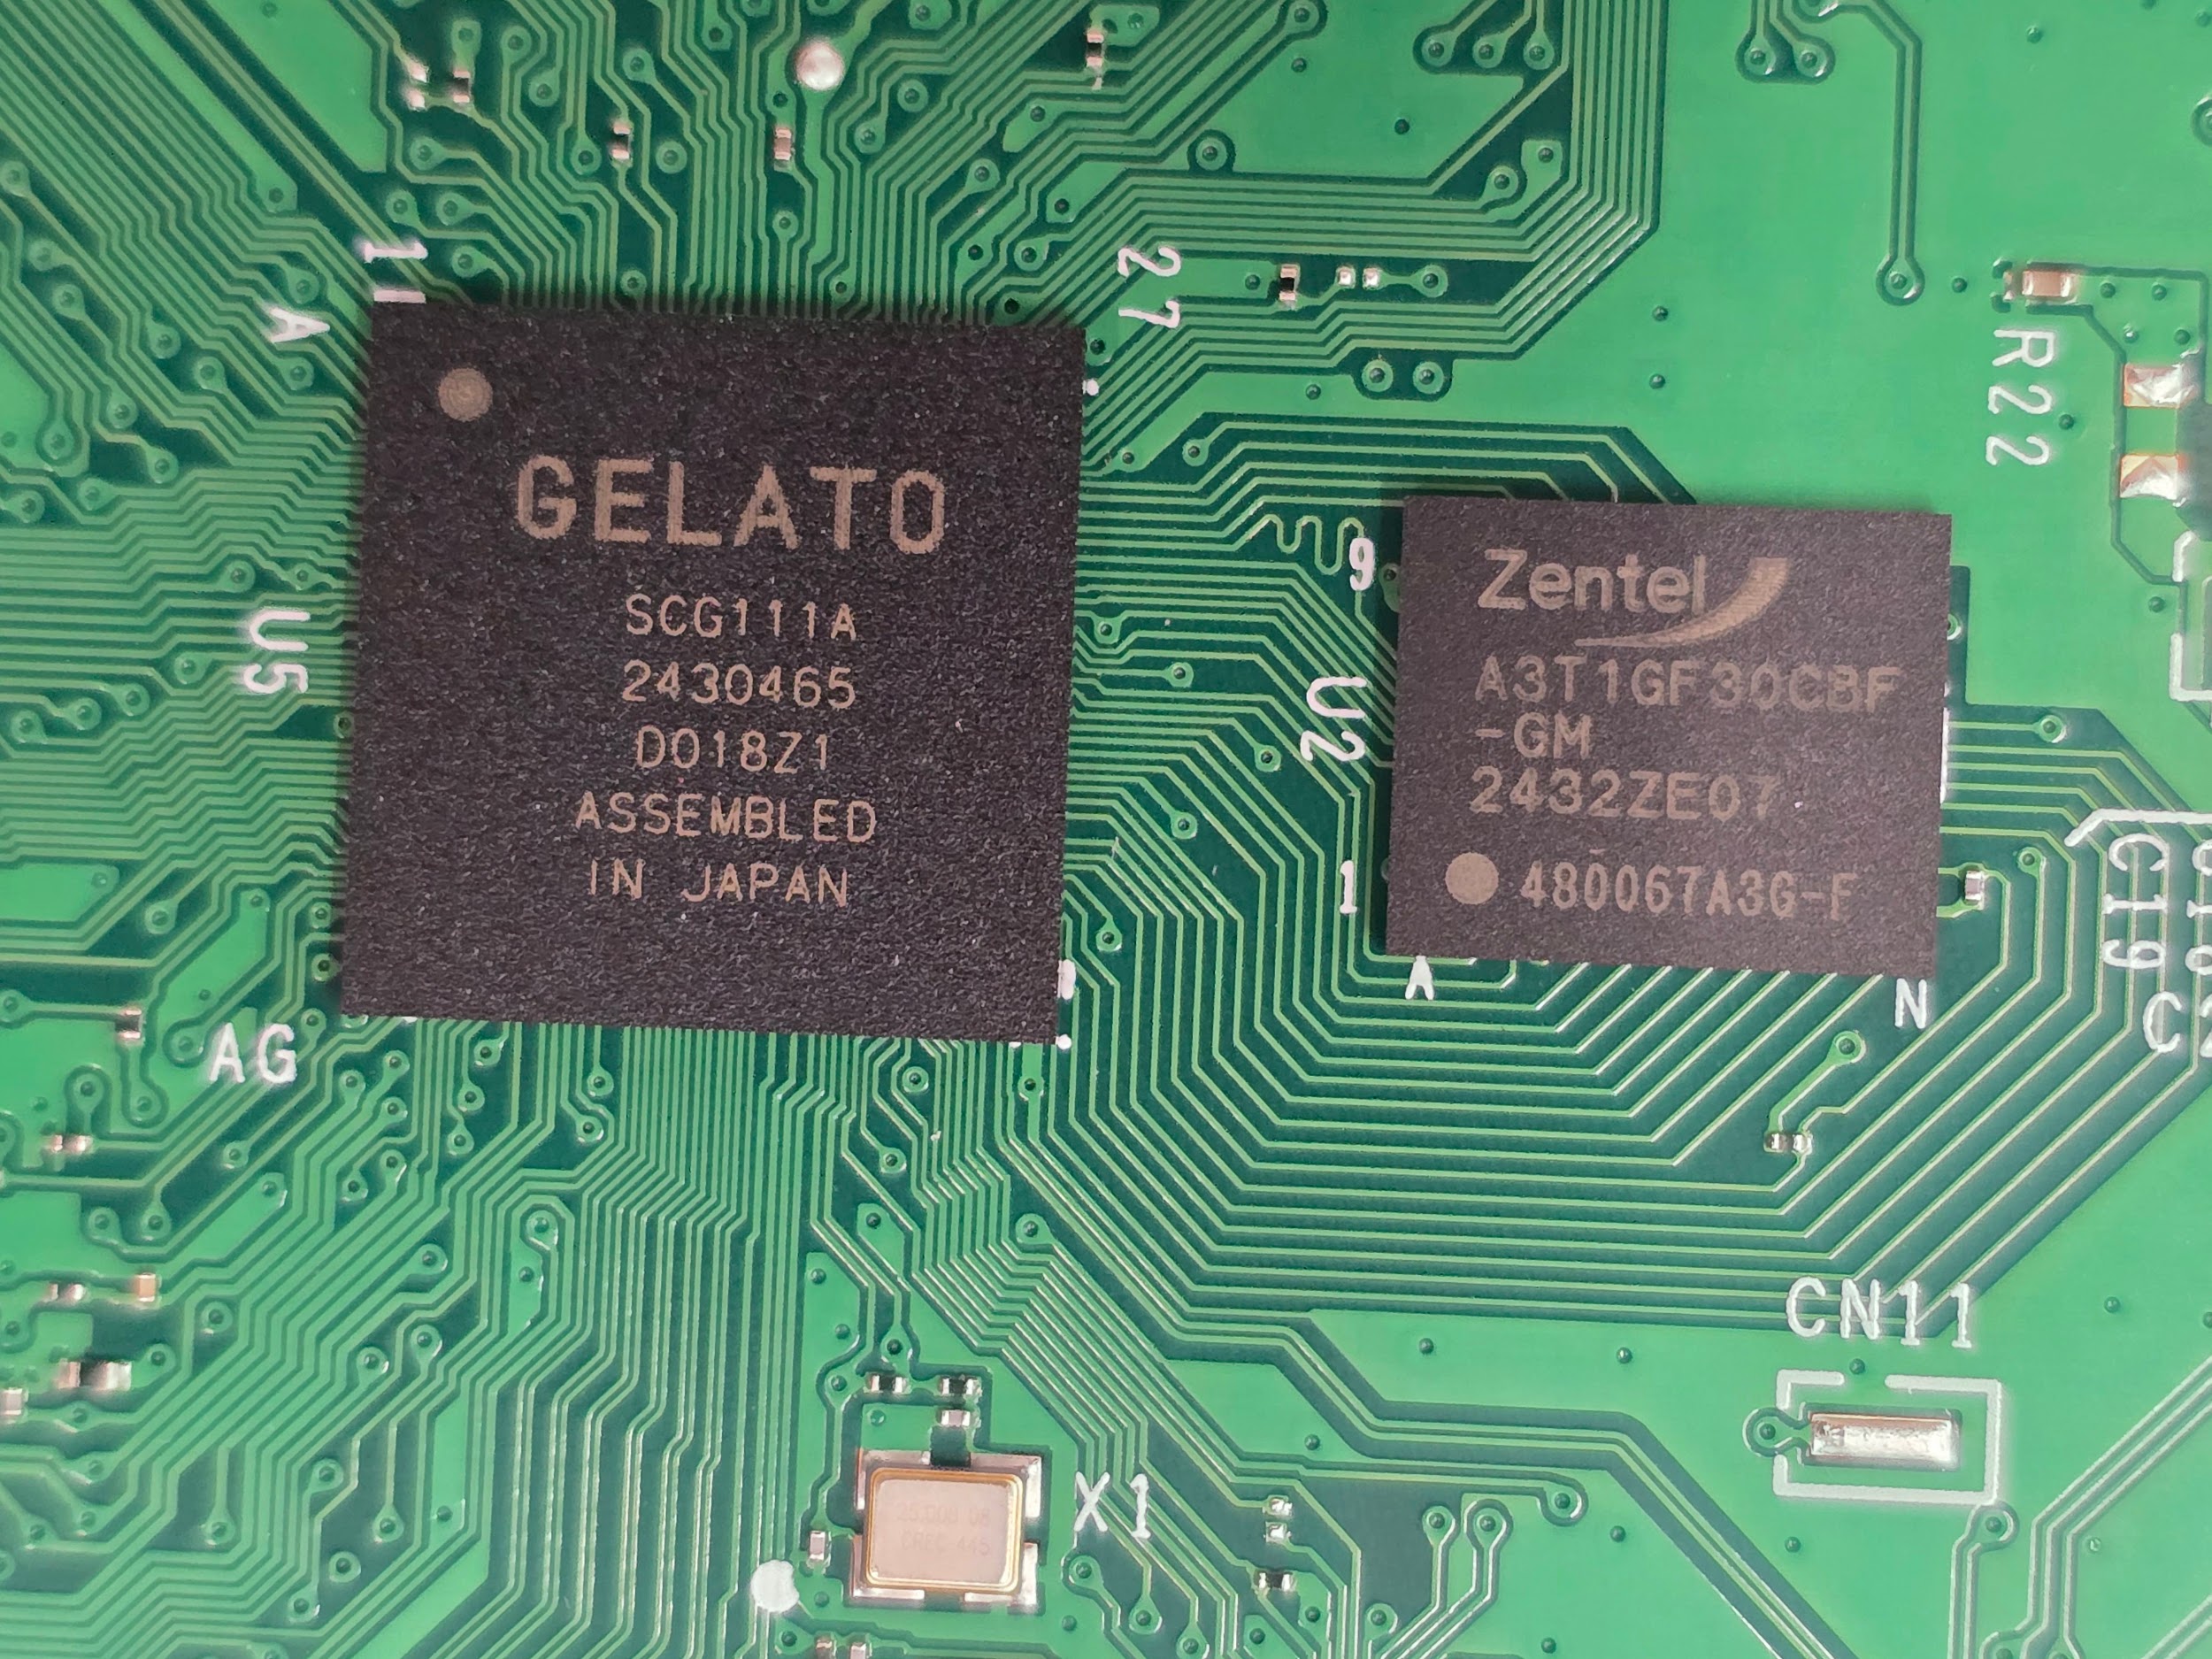 1
A
27
R22
GELATO
SCG111A
2430465
D018Z1
ASSEMBLED
IN JAPAN
U5
AG
9
U2
1
A
N
Zentel
A3T1GF30CBF
-GM
2432ZE07
480067A3G-F
C19
CN11
X1